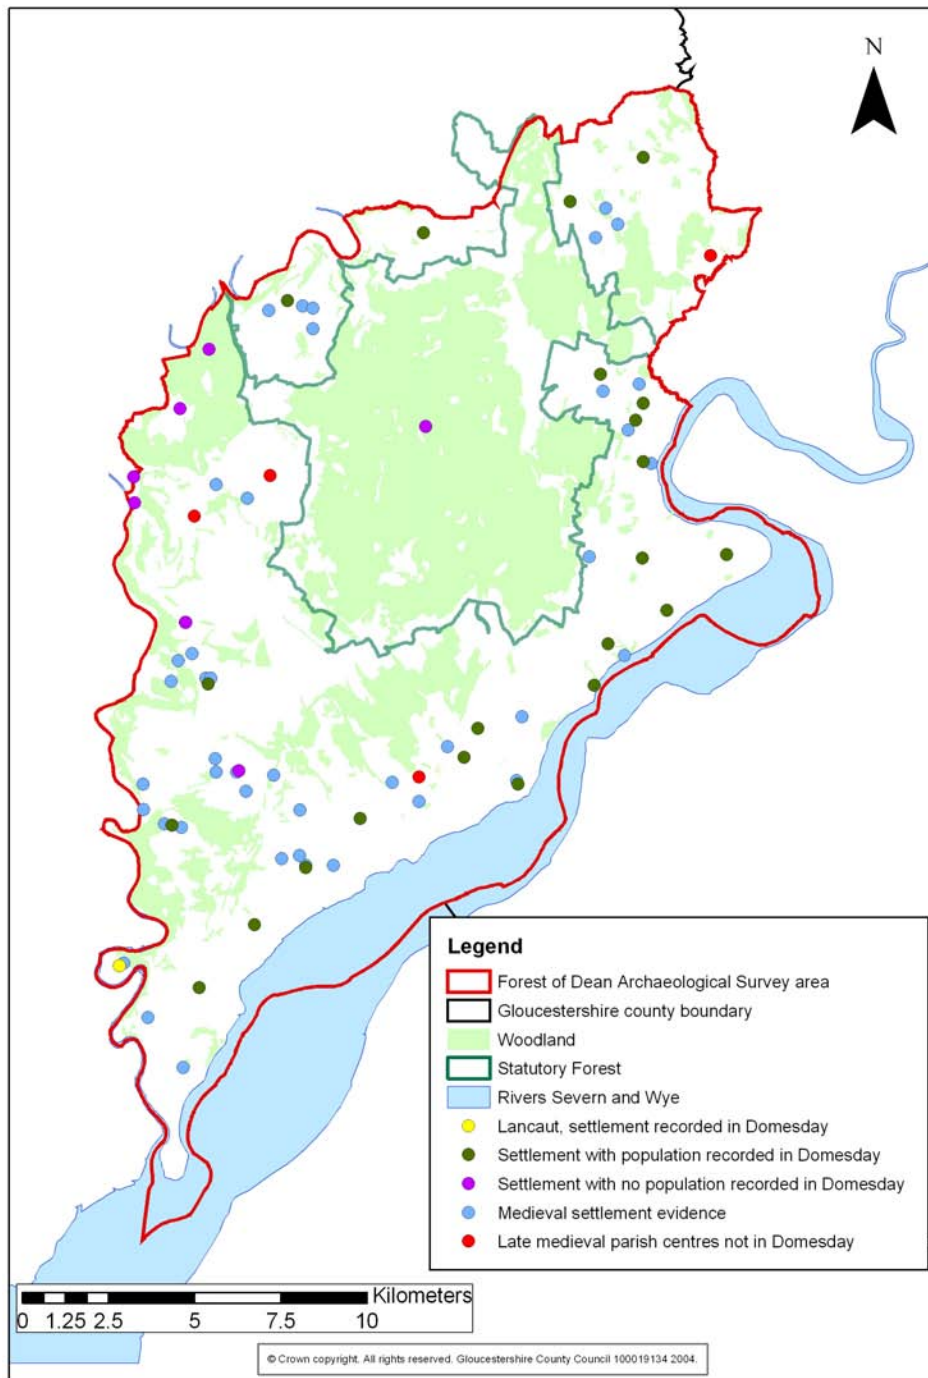 N
Legend
Forest of Dean Archaeological Survey area
Gloucestershire county boundary
Woodland
Statutory Forest
Rivers Severn and Wye
Lancaut, settlement recorded in Domesday
Settlement with population recorded in Domesday
Settlement with no population recorded in Domesday
Medieval settlement evidence
Late medieval parish centres not in Domesday
Kilometers
0 1.25 2.5 5 7.5 10
© Crown copyright. All rights reserved. Gloucestershire County Council 100019134 2004.